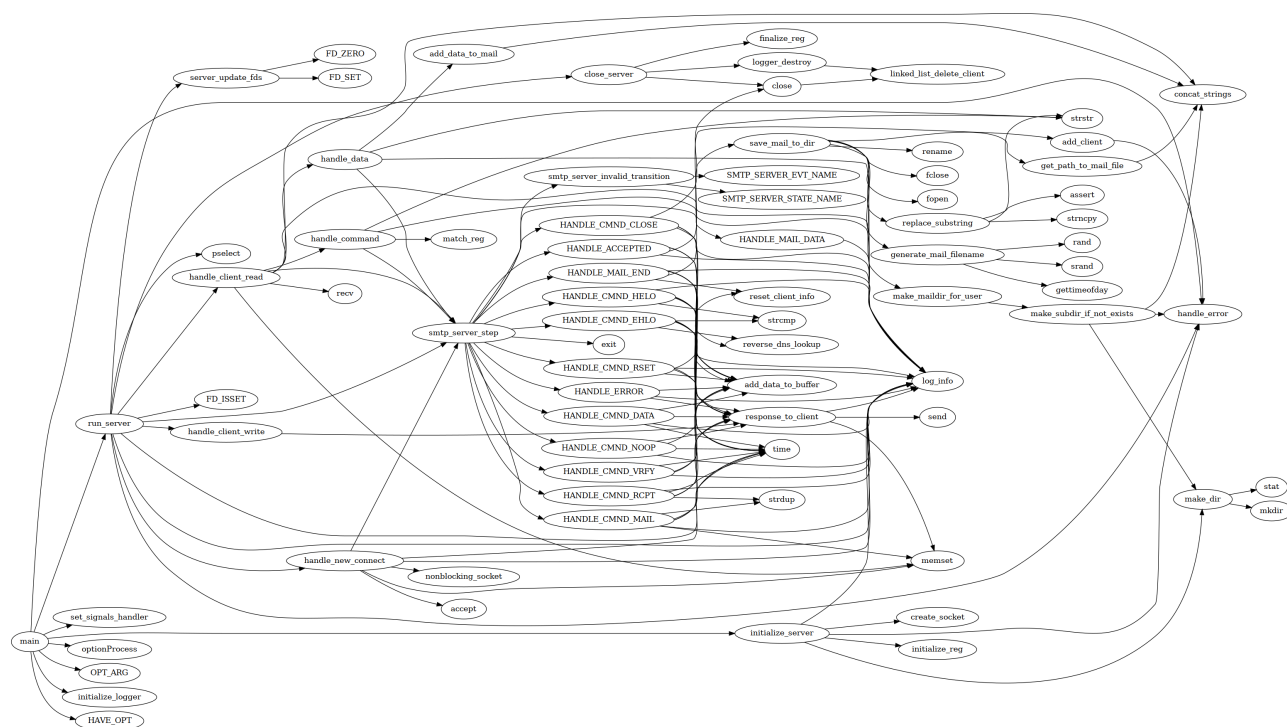 finalize_reg
FD_ZERO
add_data_to_mail
logger_destroy
server_update_fds
FD_SET
close_server
linked_list_delete_client
close
concat_strings
strstr
save_mail_to_dir
add_client
rename
handle_data
get_path_to_mail_file
smtp_server_invalid_transition
SMTP_SERVER_EVT_NAME
fclose
SMTP_SERVER_STATE_NAME
fopen
assert
HANDLE_CMND_CLOSE
replace_substring
strncpy
handle_command
match_reg
HANDLE_MAIL_DATA
rand
pselect
HANDLE_ACCEPTED
generate_mail_filename
srand
handle_client_read
HANDLE_MAIL_END
recv
HANDLE_CMND_HELO
reset_client_info
make_maildir_for_user
gettimeofday
HANDLE_CMND_EHLO
strcmp
make_subdir_if_not_exists
handle_error
smtp_server_step
exit
reverse_dns_lookup
HANDLE_CMND_RSET
HANDLE_ERROR
add_data_to_buffer
log_info
FD_ISSET
HANDLE_CMND_DATA
response_to_client
send
run_server
handle_client_write
HANDLE_CMND_NOOP
time
HANDLE_CMND_VRFY
HANDLE_CMND_RCPT
strdup
make_dir
stat
mkdir
HANDLE_CMND_MAIL
handle_new_connect
nonblocking_socket
memset
accept
set_signals_handler
create_socket
main
initialize_server
optionProcess
initialize_reg
OPT_ARG
initialize_logger
HAVE_OPT